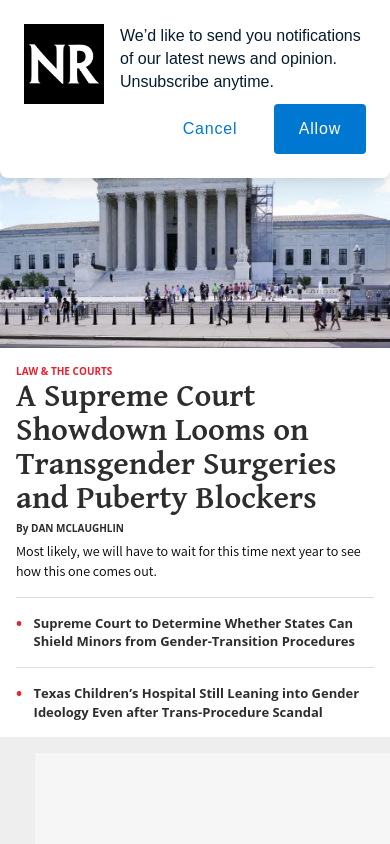 NR
We’d like to send you notifications
of our latest news and opinion.
Unsubscribe anytime.
Cancel
Allow
LAW & THE COURTS
A Supreme Court
Showdown Looms on
Transgender Surgeries
and Puberty Blockers
By DAN MCLAUGHLIN
Most likely, we will have to wait for this time next year to see
how this one comes out.
Supreme Court to Determine Whether States Can
Shield Minors from Gender-Transition Procedures
Texas Children’s Hospital Still Leaning into Gender
Ideology Even after Trans-Procedure Scandal